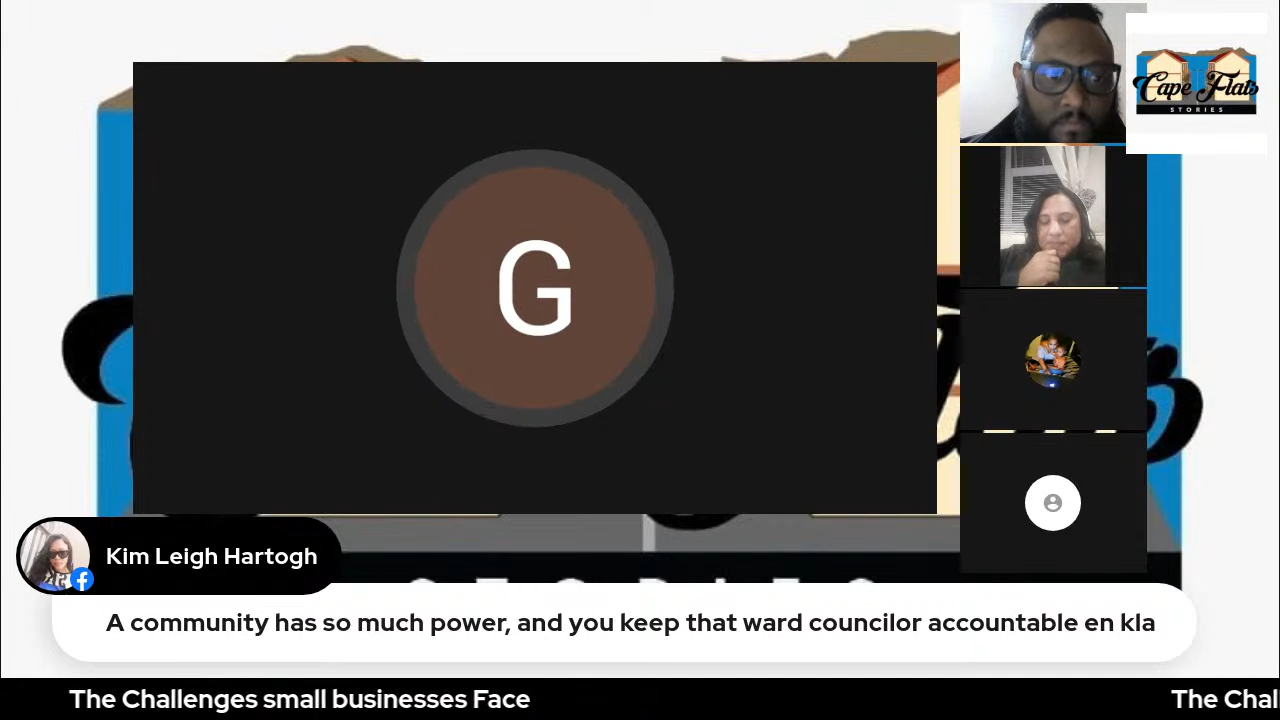 Cape Flats
STORIES
G
Kim Leigh Hartogh
A community has so much power, and you keep that ward councilor accountable en kla
The Challenges small businesses Face
The Chal